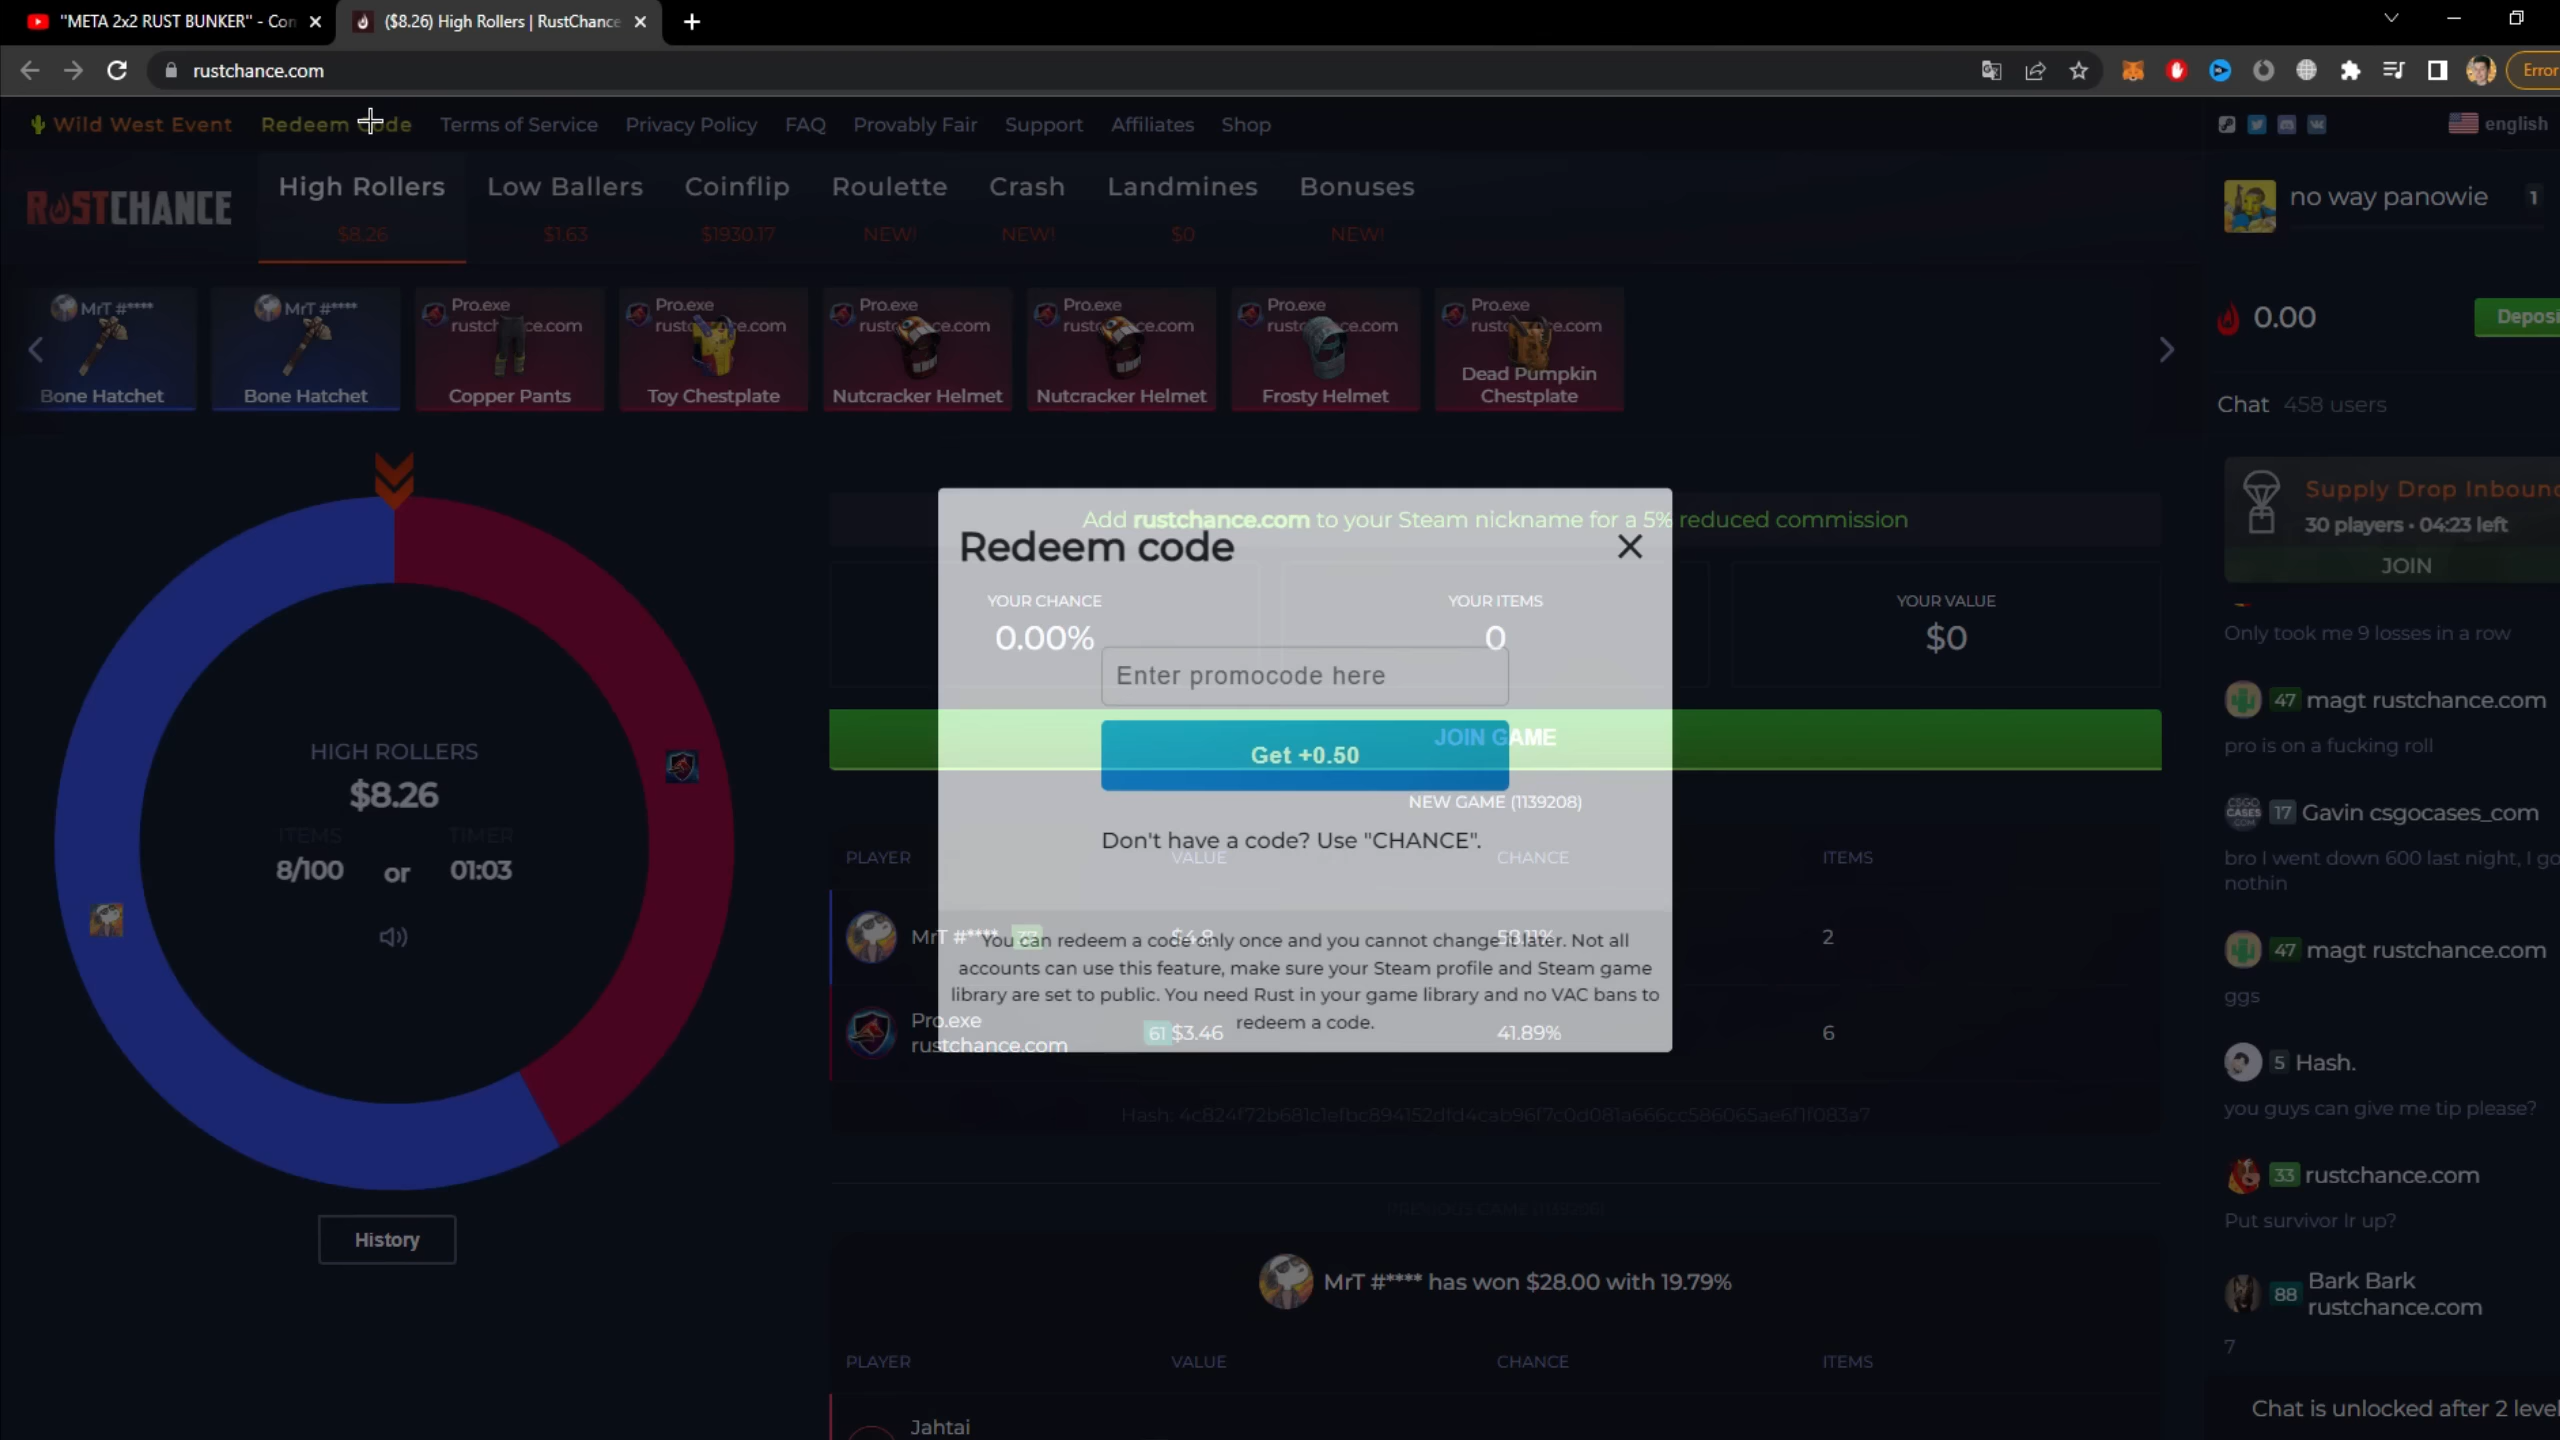 "META 2x2 RUST BUNKER" - Con
($8.26) High Rollers | RustChance
rustchance.com
Error
Wild West Event
Redeem Code
Terms of Service
Privacy Policy
FAQ
Provably Fair
Support
Affiliates
Shop
english
RUSTCHANCE
High Rollers
$8.26
Low Ballers
$1.63
Coinflip
$1930.17
Roulette
NEW!
Crash
NEW!
Landmines
$0
Bonuses
NEW!
no way panowie 1
MrT #****
Bone Hatchet
MrT #****
Bone Hatchet
Pro.exe
Copper Pants
Pro.exe
Toy Chestplate
Pro.exe
Nutcracker Helmet
Pro.exe
Nutcracker Helmet
Pro.exe
Frosty Helmet
Pro.exe
Dead Pumpkin
Chestplate
0.00
Deposi
Chat 458 users
Supply Drop Inbound
30 players • 04:23 left
JOIN
HIGH ROLLERS
$8.26
ITEMS
TIMER
8/100 or 01:03
History
Add rustchance.com to your Steam nickname for a 5% reduced commission
Redeem code
YOUR CHANCE
0.00%
YOUR ITEMS
0
YOUR VALUE
$0
Enter promocode here
JOIN GAME
Get +0.50
NEW GAME (1139208)
Don't have a code? Use "CHANCE".
PLAYER VALUE CHANCE ITEMS
MrT #**** 33 $4.8 58.11% 2
You can redeem a code only once and you cannot change it later. Not all
accounts can use this feature, make sure your Steam profile and Steam game
library are set to public. You need Rust in your game library and no VAC bans to
redeem a code.
Pro.exe
rustchance.com
61 $3.46 41.89% 6
Hash: 4c824f72b681c1efbc894152dfd4cab96f7c0d081a666cc586065ae6f1f083a7
MrT #**** has won $28.00 with 19.79%
PLAYER VALUE CHANCE ITEMS
Jahtai
Only took me 9 losses in a row
47 magt rustchance.com
pro is on a fucking roll
17 Gavin csgocases_com
bro I went down 600 last night, I go
nothin
47 magt rustchance.com
ggs
5 Hash.
you guys can give me tip please?
33 rustchance.com
Put survivor lr up?
88 Bark Bark
rustchance.com
7
Chat is unlocked after 2 level